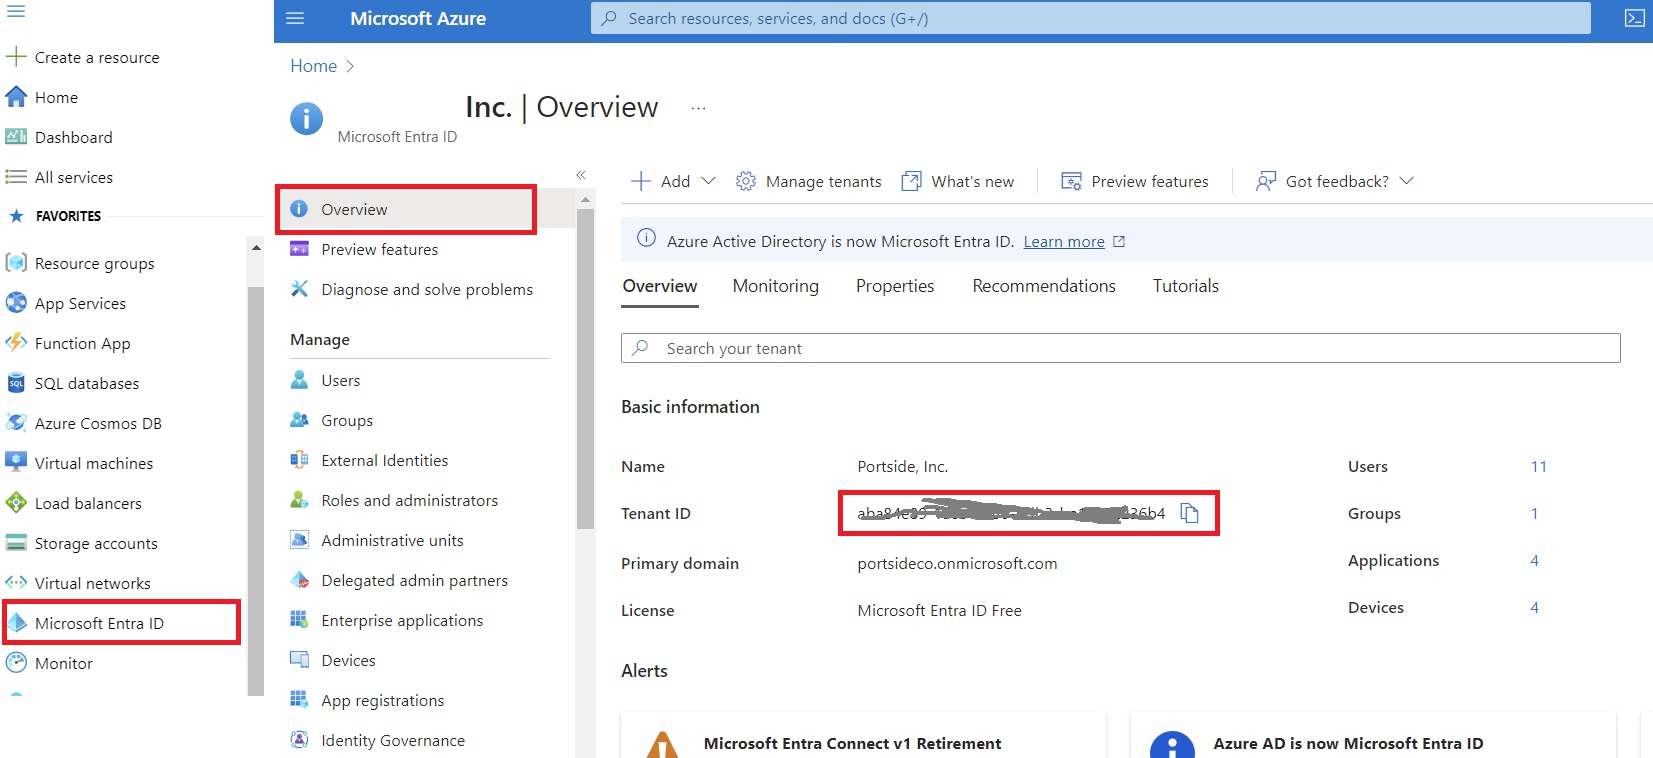 Create a resource
Home
Dashboard
All services
FAVORITES
Resource groups
App Services
Function App
SQL databases
Azure Cosmos DB
Virtual machines
Load balancers
Storage accounts
Virtual networks
Microsoft Entra ID
Monitor
Microsoft Azure
Search resources, services, and docs (G+/)
Home >
Inc. | Overview ...
Microsoft Entra ID
«
Overview
Preview features
Diagnose and solve problems
Manage
Users
Groups
External Identities
Roles and administrators
Administrative units
Delegated admin partners
Enterprise applications
Devices
App registrations
Identity Governance
Add Manage tenants What's new Preview features Got feedback?
Azure Active Directory is now Microsoft Entra ID. Learn more
Overview Monitoring Properties Recommendations Tutorials
Search your tenant
Basic information
Name Portside, Inc. Users 11
Tenant ID Groups 1
Primary domain portsideco.onmicrosoft.com Applications 4
License Microsoft Entra ID Free Devices 4
Alerts
Microsoft Entra Connect v1 Retirement
Azure AD is now Microsoft Entra ID